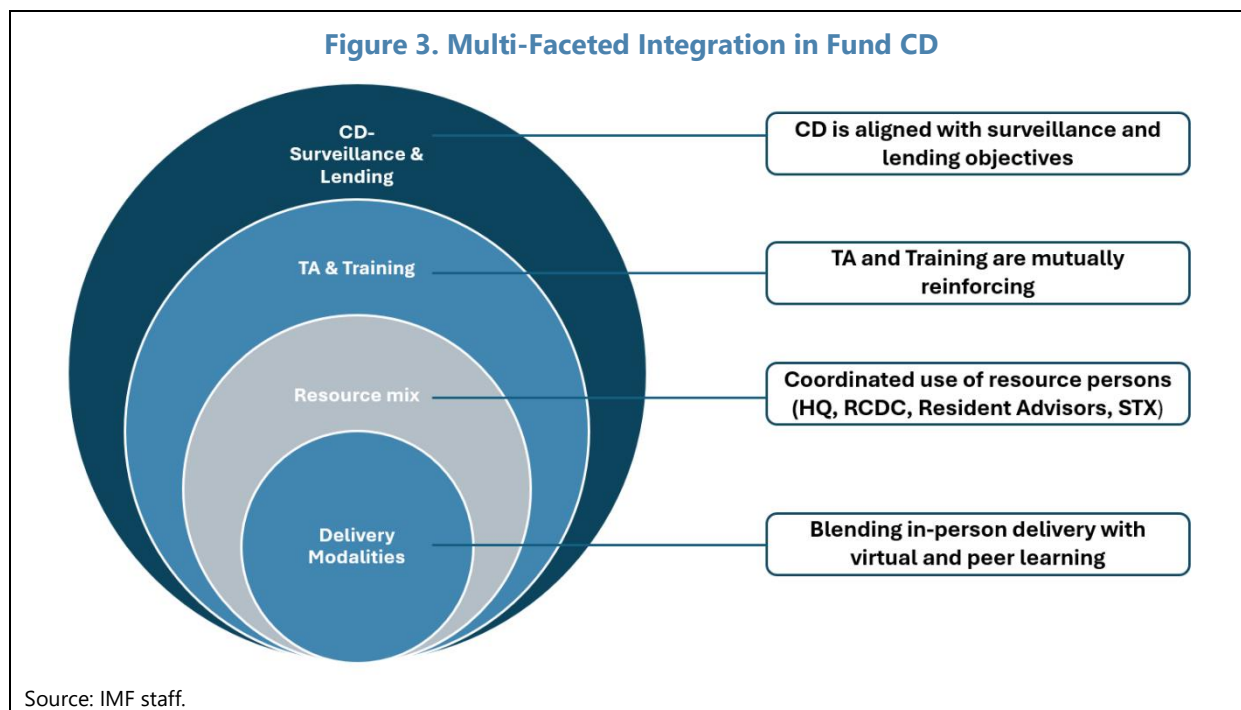 Figure 3. Multi-Faceted Integration in Fund CD
CD-
Surveillance &
Lending
CD is aligned with surveillance and
lending objectives
TA & Training
TA and Training are mutually
reinforcing
Resource mix
Coordinated use of resource persons
(HQ, RCDC, Resident Advisors, STX)
Delivery
Modalities
Blending in-person delivery with
virtual and peer learning
Source: IMF staff.